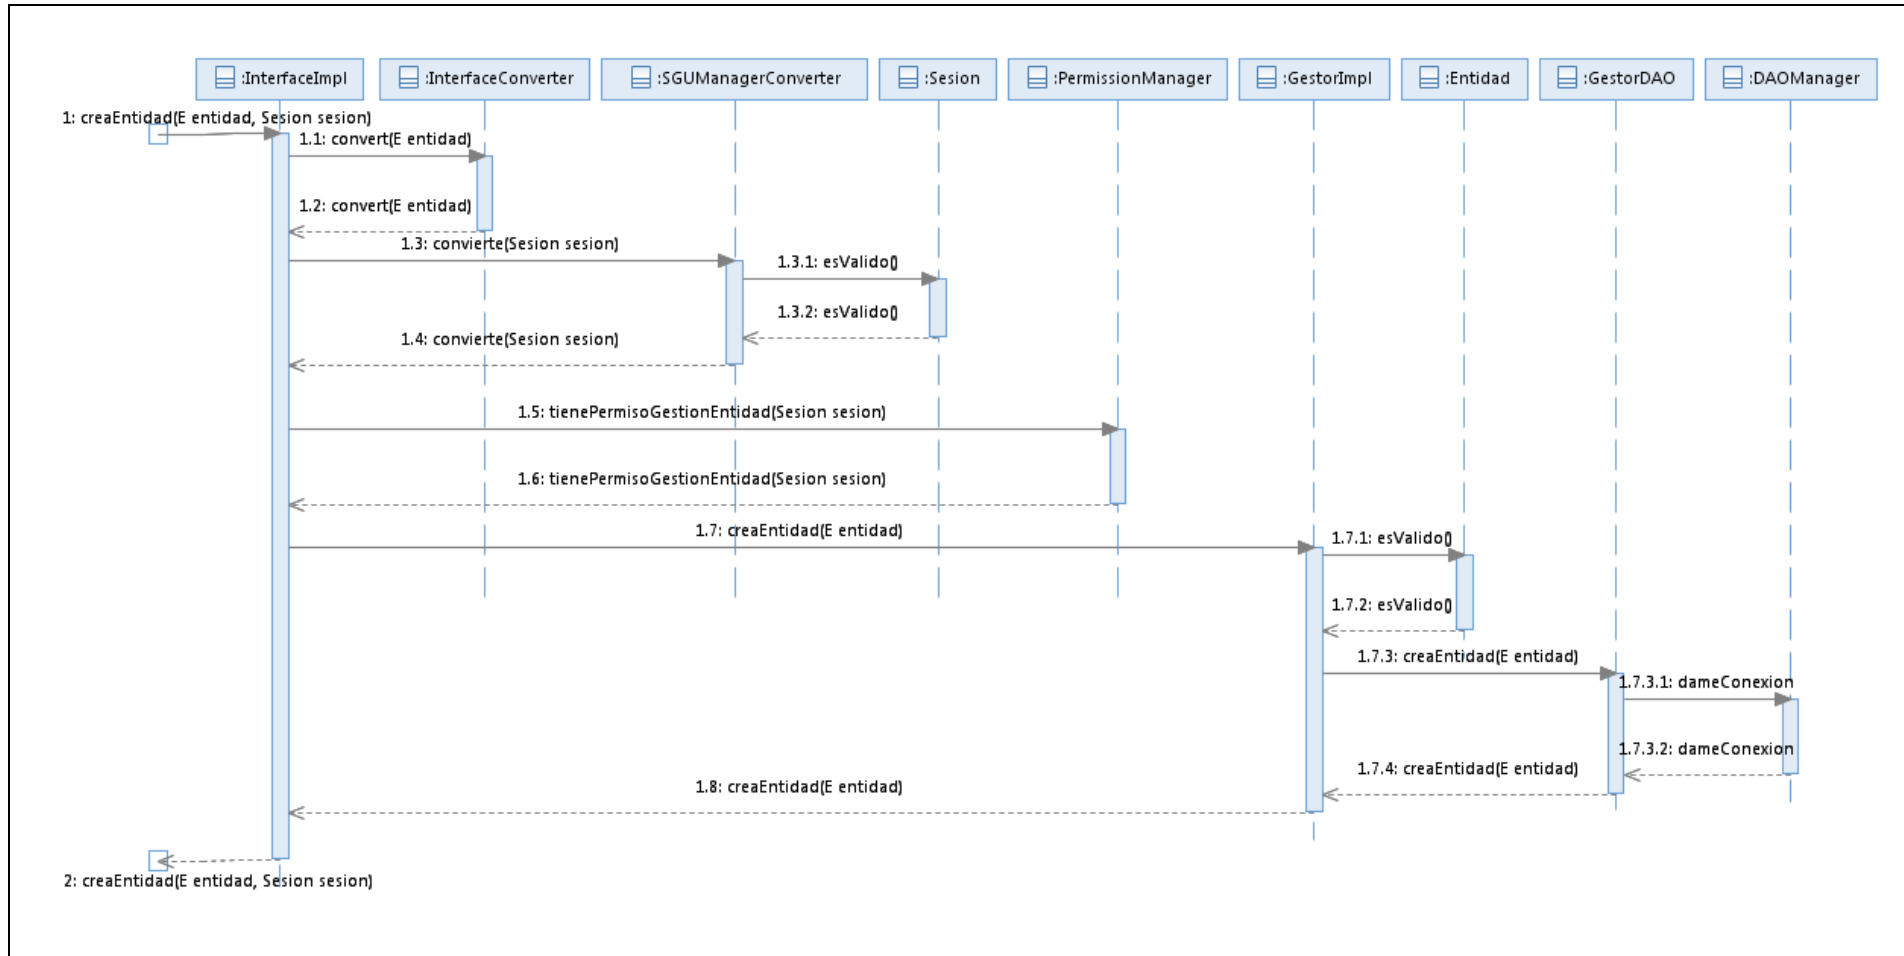 :InterfaceImpl
:InterfaceConverter
:SGUManagerConverter
:Sesion
:PermissionManager
:GestorImpl
:Entidad
:GestorDAO
:DAOManager
1: creaEntidad(E entidad, Sesion sesion)
1.1: convert(E entidad)
1.2: convert(E entidad)
1.3: convierte(Sesion sesion)
1.3.1: esValido()
1.3.2: esValido()
1.4: convierte(Sesion sesion)
1.5: tienePermisoGestionEntidad(Sesion sesion)
1.6: tienePermisoGestionEntidad(Sesion sesion)
1.7: creaEntidad(E entidad)
1.7.1: esValido()
1.7.2: esValido()
1.7.3: creaEntidad(E entidad)
1.7.3.1: dameConexion
1.7.3.2: dameConexion
1.7.4: creaEntidad(E entidad)
1.8: creaEntidad(E entidad)
2: creaEntidad(E entidad, Sesion sesion)